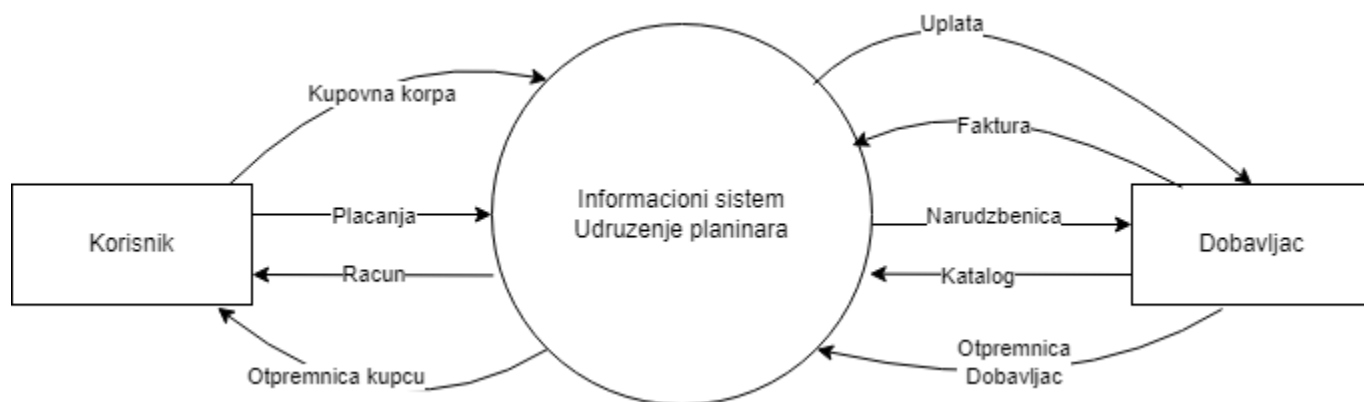 Uplata
Kupovna korpa
Faktura
Korisnik
Placanja
Racun
Informacioni sistem
Udruzenje planinara
Narudzbenica
Katalog
Dobavljac
Otpremnica kupcu
Otpremnica
Dobavljac